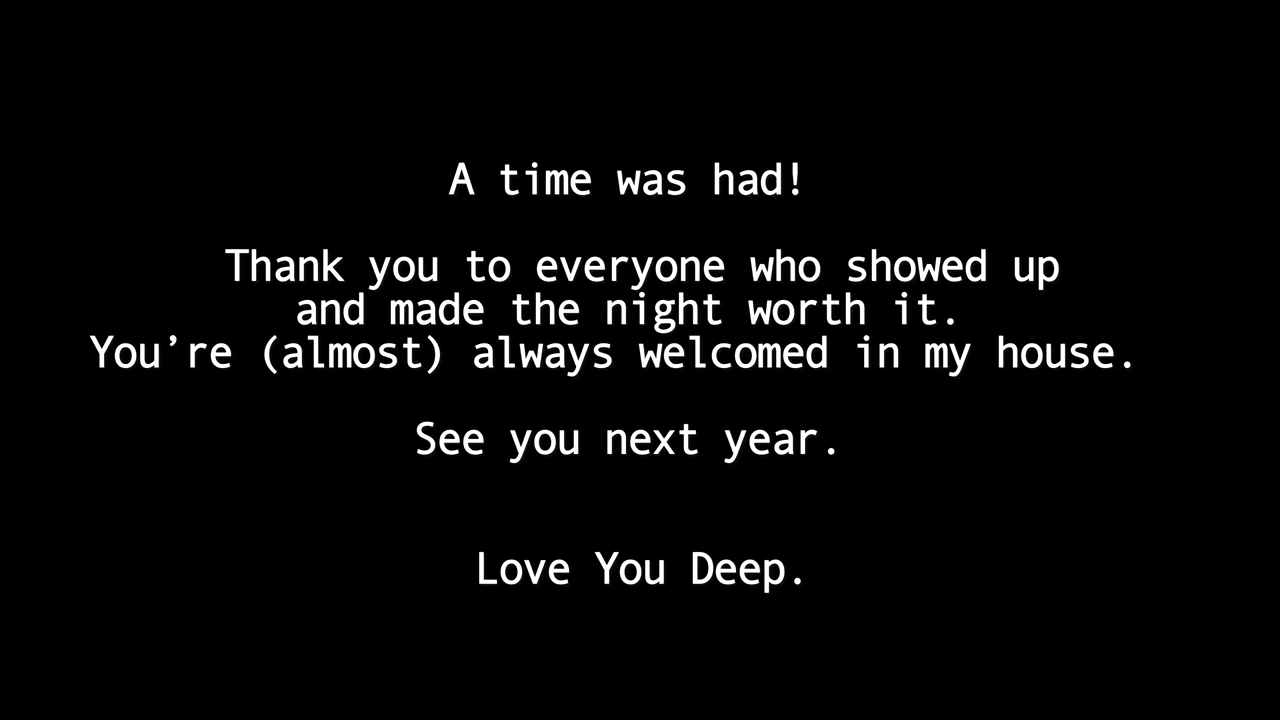 A time was had!
Thank you to everyone who showed up
and made the night worth it.
You’re (almost) always welcomed in my house.
See you next year.
Love You Deep.